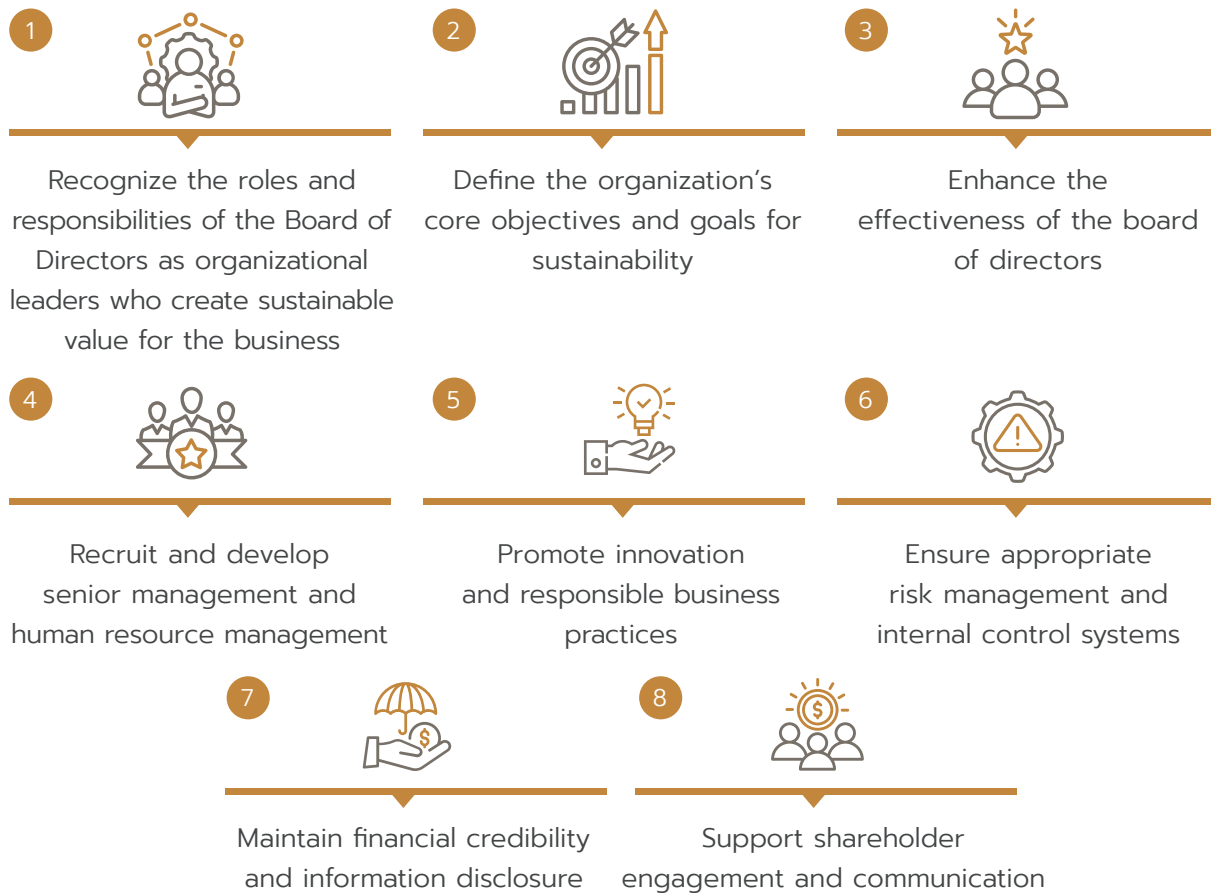 1
Recognize the roles and
responsibilities of the Board of
Directors as organizational
leaders who create sustainable
value for the business
2
Define the organization’s
core objectives and goals for
sustainability
3
Enhance the
effectiveness of the board
of directors
4
Recruit and develop
senior management and
human resource management
5
Promote innovation
and responsible business
practices
6
Ensure appropriate
risk management and
internal control systems
7
$
Maintain financial credibility
and information disclosure
8
$
Support shareholder
engagement and communication